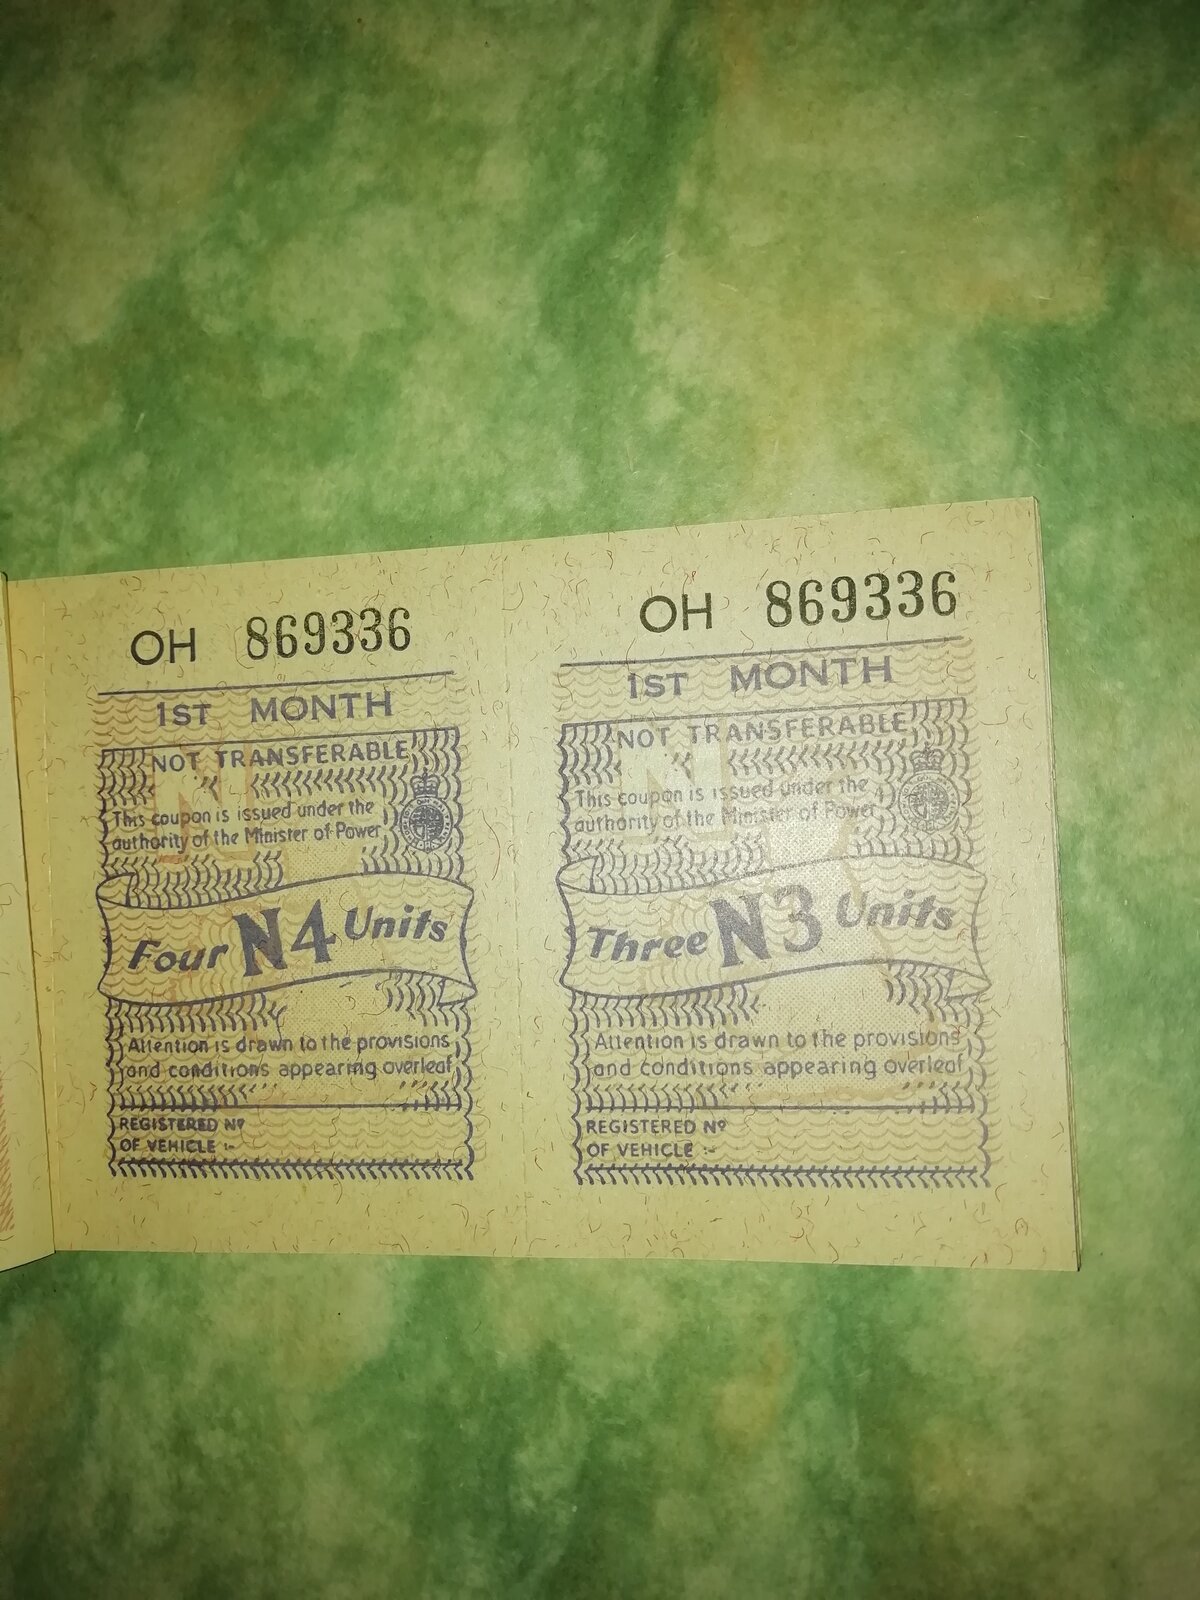 OH 869336
1ST MONTH
NOT TRANSFERABLE
This coupon is issued under the
authority of the Minister of Power
Four N4 Units
Attention is drawn to the provisions
and conditions appearing overleaf
REGISTERED Nº
OF VEHICLE :-
OH 869336
1ST MONTH
NOT TRANSFERABLE
This coupon is issued under the
authority of the Minister of Power
Three N3 Units
Attention is drawn to the provisions
and conditions appearing overleaf
REGISTERED Nº
OF VEHICLE :-